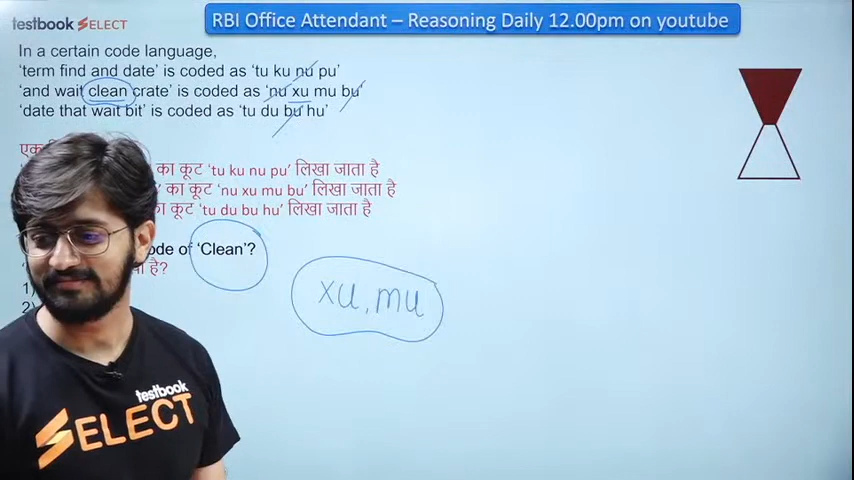 testbook SELECT
RBI Office Attendant – Reasoning Daily 12.00pm on youtube
In a certain code language,
‘term find and date’ is coded as ‘tu ku nu pu’
‘and wait clean crate’ is coded as ‘nu xu mu bu’
‘date that wait bit’ is coded as ‘tu du bu hu’
एक
का कूट ‘tu ku nu pu’ लिखा जाता है
’ का कूट ‘nu xu mu bu’ लिखा जाता है
का कूट ‘tu du bu hu’ लिखा जाता है
ode of ‘Clean’?
है?
1)
2)
xu, mu
testbook
SELECT